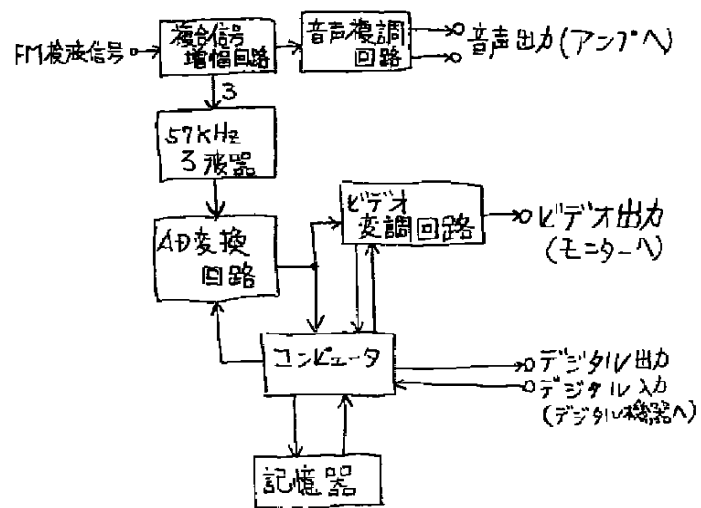 FM検波信号
複合信号
増幅回路
音声複調
回路
音声出力(アンプへ)
3
57KHz
3波器
AD変換
回路
ビデオ
変調回路
ビデオ出力
(モニターへ)
コンピュータ
デジタル出力
デジタル入力
(デジタル機器へ)
記憶器